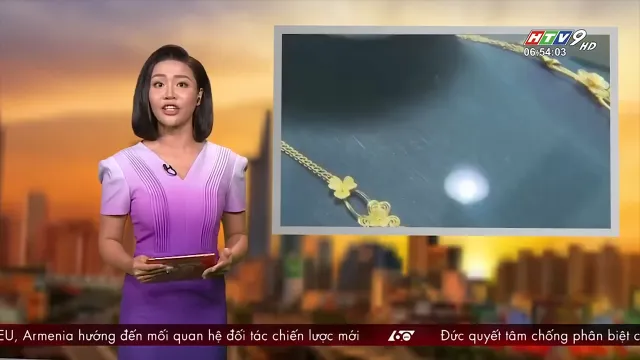 HTV9 HD
06:54:03
EU, Armenia hướng đến mối quan hệ đối tác chiến lược mới
60 Đức quyết tâm chống phân biệt c